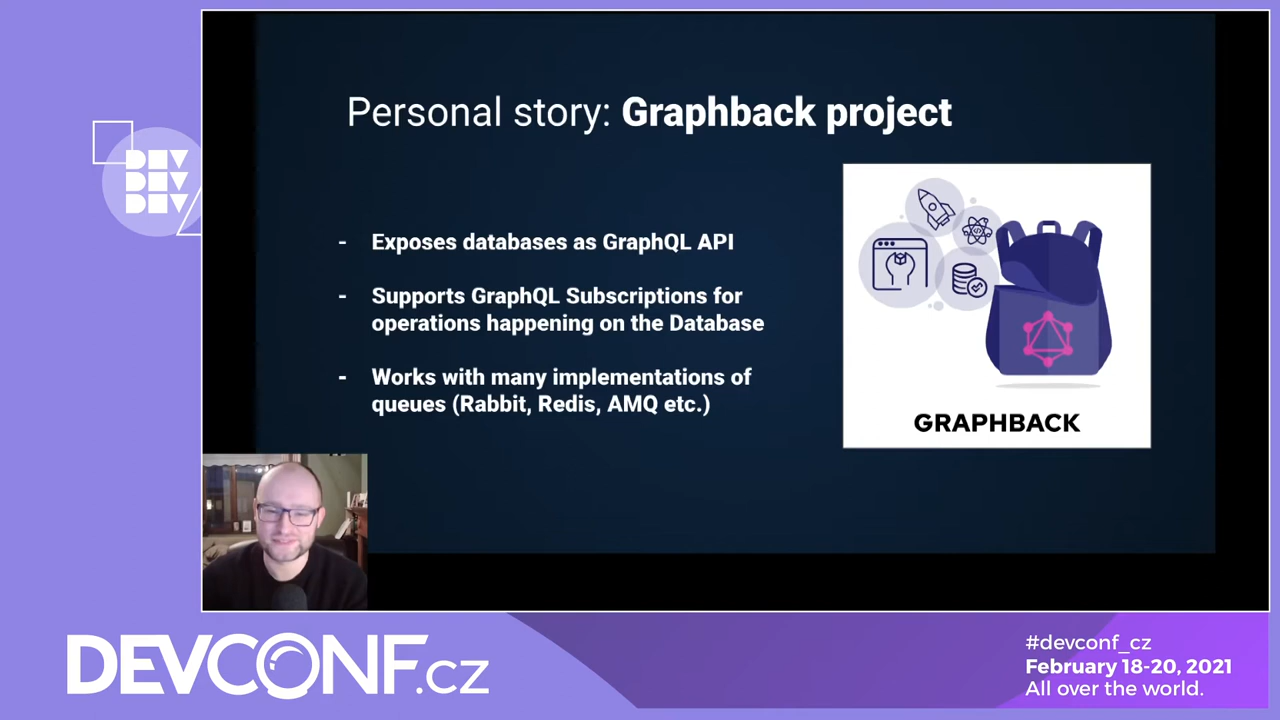 DEV
DEV
DEV
Personal story: Graphback project
- Exposes databases as GraphQL API
- Supports GraphQL Subscriptions for
operations happening on the Database
- Works with many implementations of
queues (Rabbit, Redis, AMQ etc.)
GRAPHBACK
DEVCONF.cz
#devconf_cz
February 18-20, 2021
All over the world.